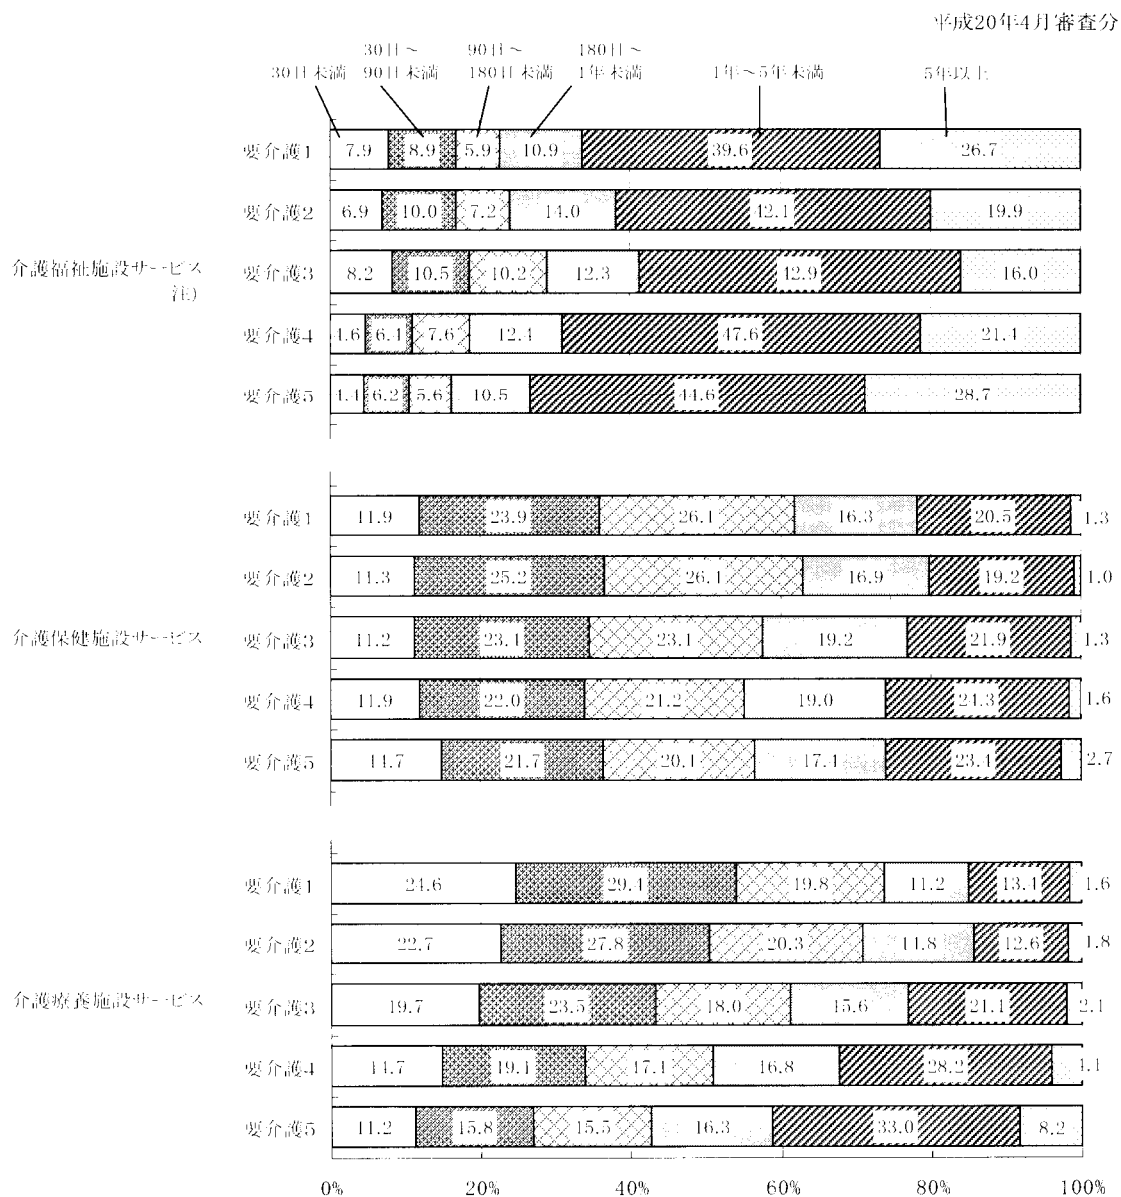 平成20年4月審査分
30日未満
30日～
90日未満
90日～
180日未満
180日～
1年未満
1年～5年未満
5年以上
介護福祉施設サービス
注)
要介護1 7.9 8.9 5.9 10.9 39.6 26.7
要介護2 6.9 10.0 7.2 14.0 42.1 19.9
要介護3 8.2 10.5 10.2 12.3 42.9 16.0
要介護4 4.6 6.4 7.6 12.4 47.6 21.4
要介護5 4.4 6.2 5.6 10.5 44.6 28.7
介護保健施設サービス
要介護1 11.9 23.9 26.1 16.3 20.5 1.3
要介護2 11.3 25.2 26.4 16.9 19.2 1.0
要介護3 11.2 23.4 23.1 19.2 21.9 1.3
要介護4 11.9 22.0 21.2 19.0 24.3 1.6
要介護5 14.7 21.7 20.1 17.4 23.4 2.7
介護療養施設サービス
要介護1 24.6 29.4 19.8 11.2 13.4 1.6
要介護2 22.7 27.8 20.3 14.8 12.6 1.8
要介護3 19.7 23.5 18.0 15.6 21.1 2.1
要介護4 14.7 19.1 17.1 16.8 28.2 4.1
要介護5 11.2 15.8 15.5 16.3 33.0 8.2
0% 20% 40% 60% 80% 100%